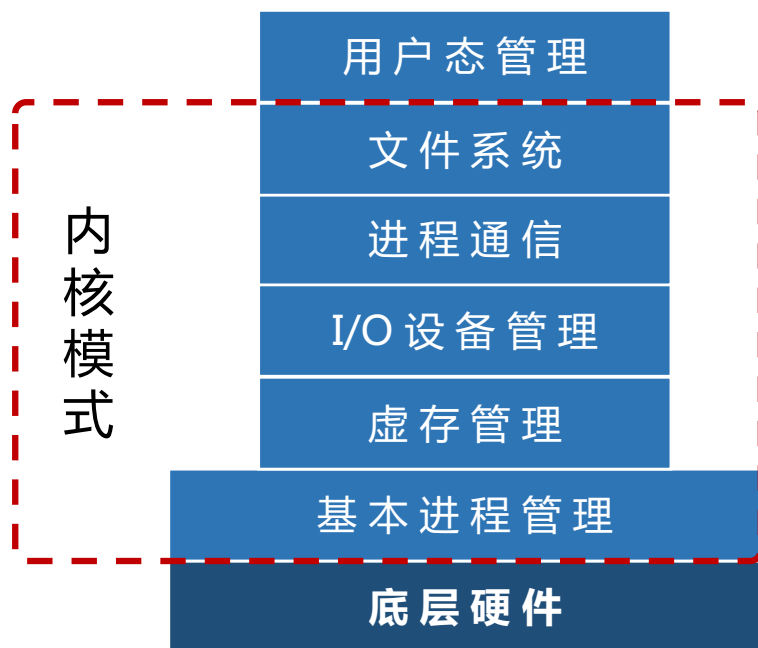 用户态管理
文件系统
进程通信
I/O设备管理
虚存管理
基本进程管理
底层硬件
内核模式